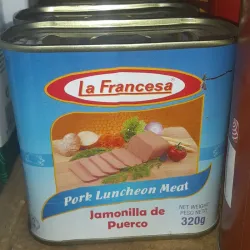 La Francesa
Pork Luncheon Meat
Jamonilla de
Puerco
NET WEIGHT
PESO NETO
320g